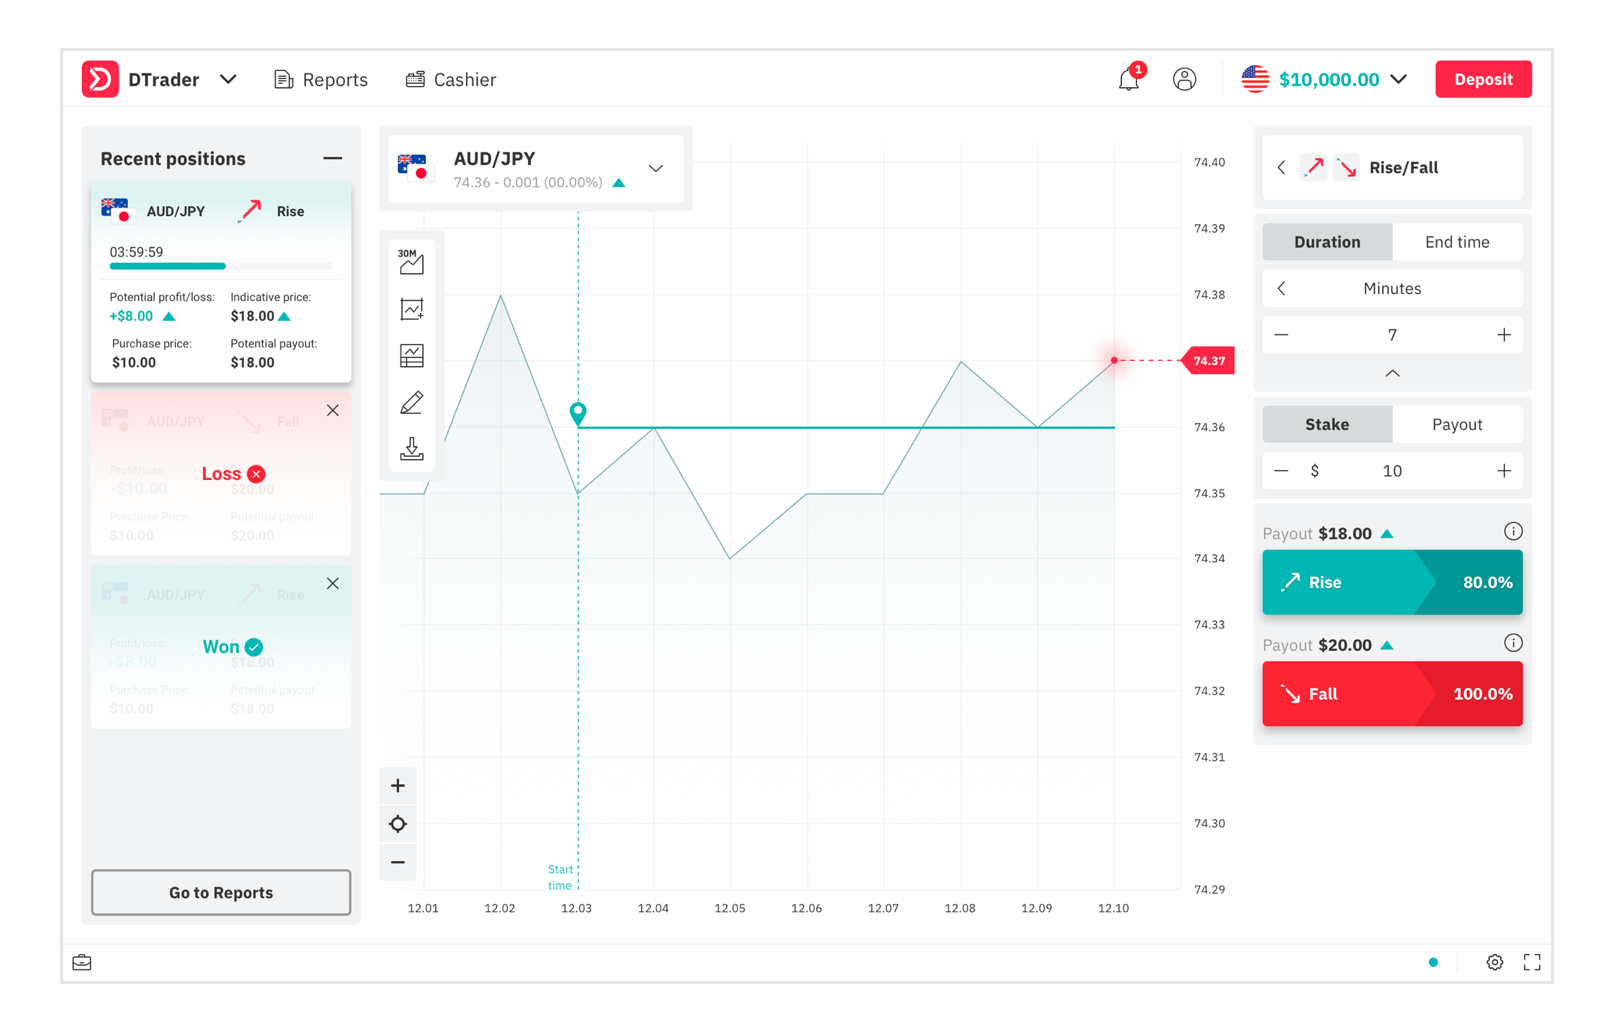 DTrader
Reports
Cashier
1
$10,000.00
Deposit
Recent positions
AUD/JPY
Rise
03:59:59
Potential profit/loss:
Indicative price:
+$8.00
$18.00
Purchase price:
Potential payout:
$10.00
$18.00
AUD/JPY
Fall
Profit/loss:
Loss
-$10.00
$20.00
Purchase Price:
Potential payout:
$10.00
$20.00
AUD/JPY
Rise
Profit/loss:
Won
+$8.00
$18.00
Purchase Price:
Potential payout:
$10.00
$18.00
Go to Reports
AUD/JPY
74.36 - 0.001 (00.00%)
30M
Start
time
74.40
74.39
74.38
74.37
74.36
74.35
74.34
74.33
74.32
74.31
74.30
74.29
12.01
12.02
12.03
12.04
12.05
12.06
12.07
12.08
12.09
12.10
Rise/Fall
Duration
End time
Minutes
7
Stake
Payout
$
10
Payout $18.00
Rise
80.0%
Payout $20.00
Fall
100.0%